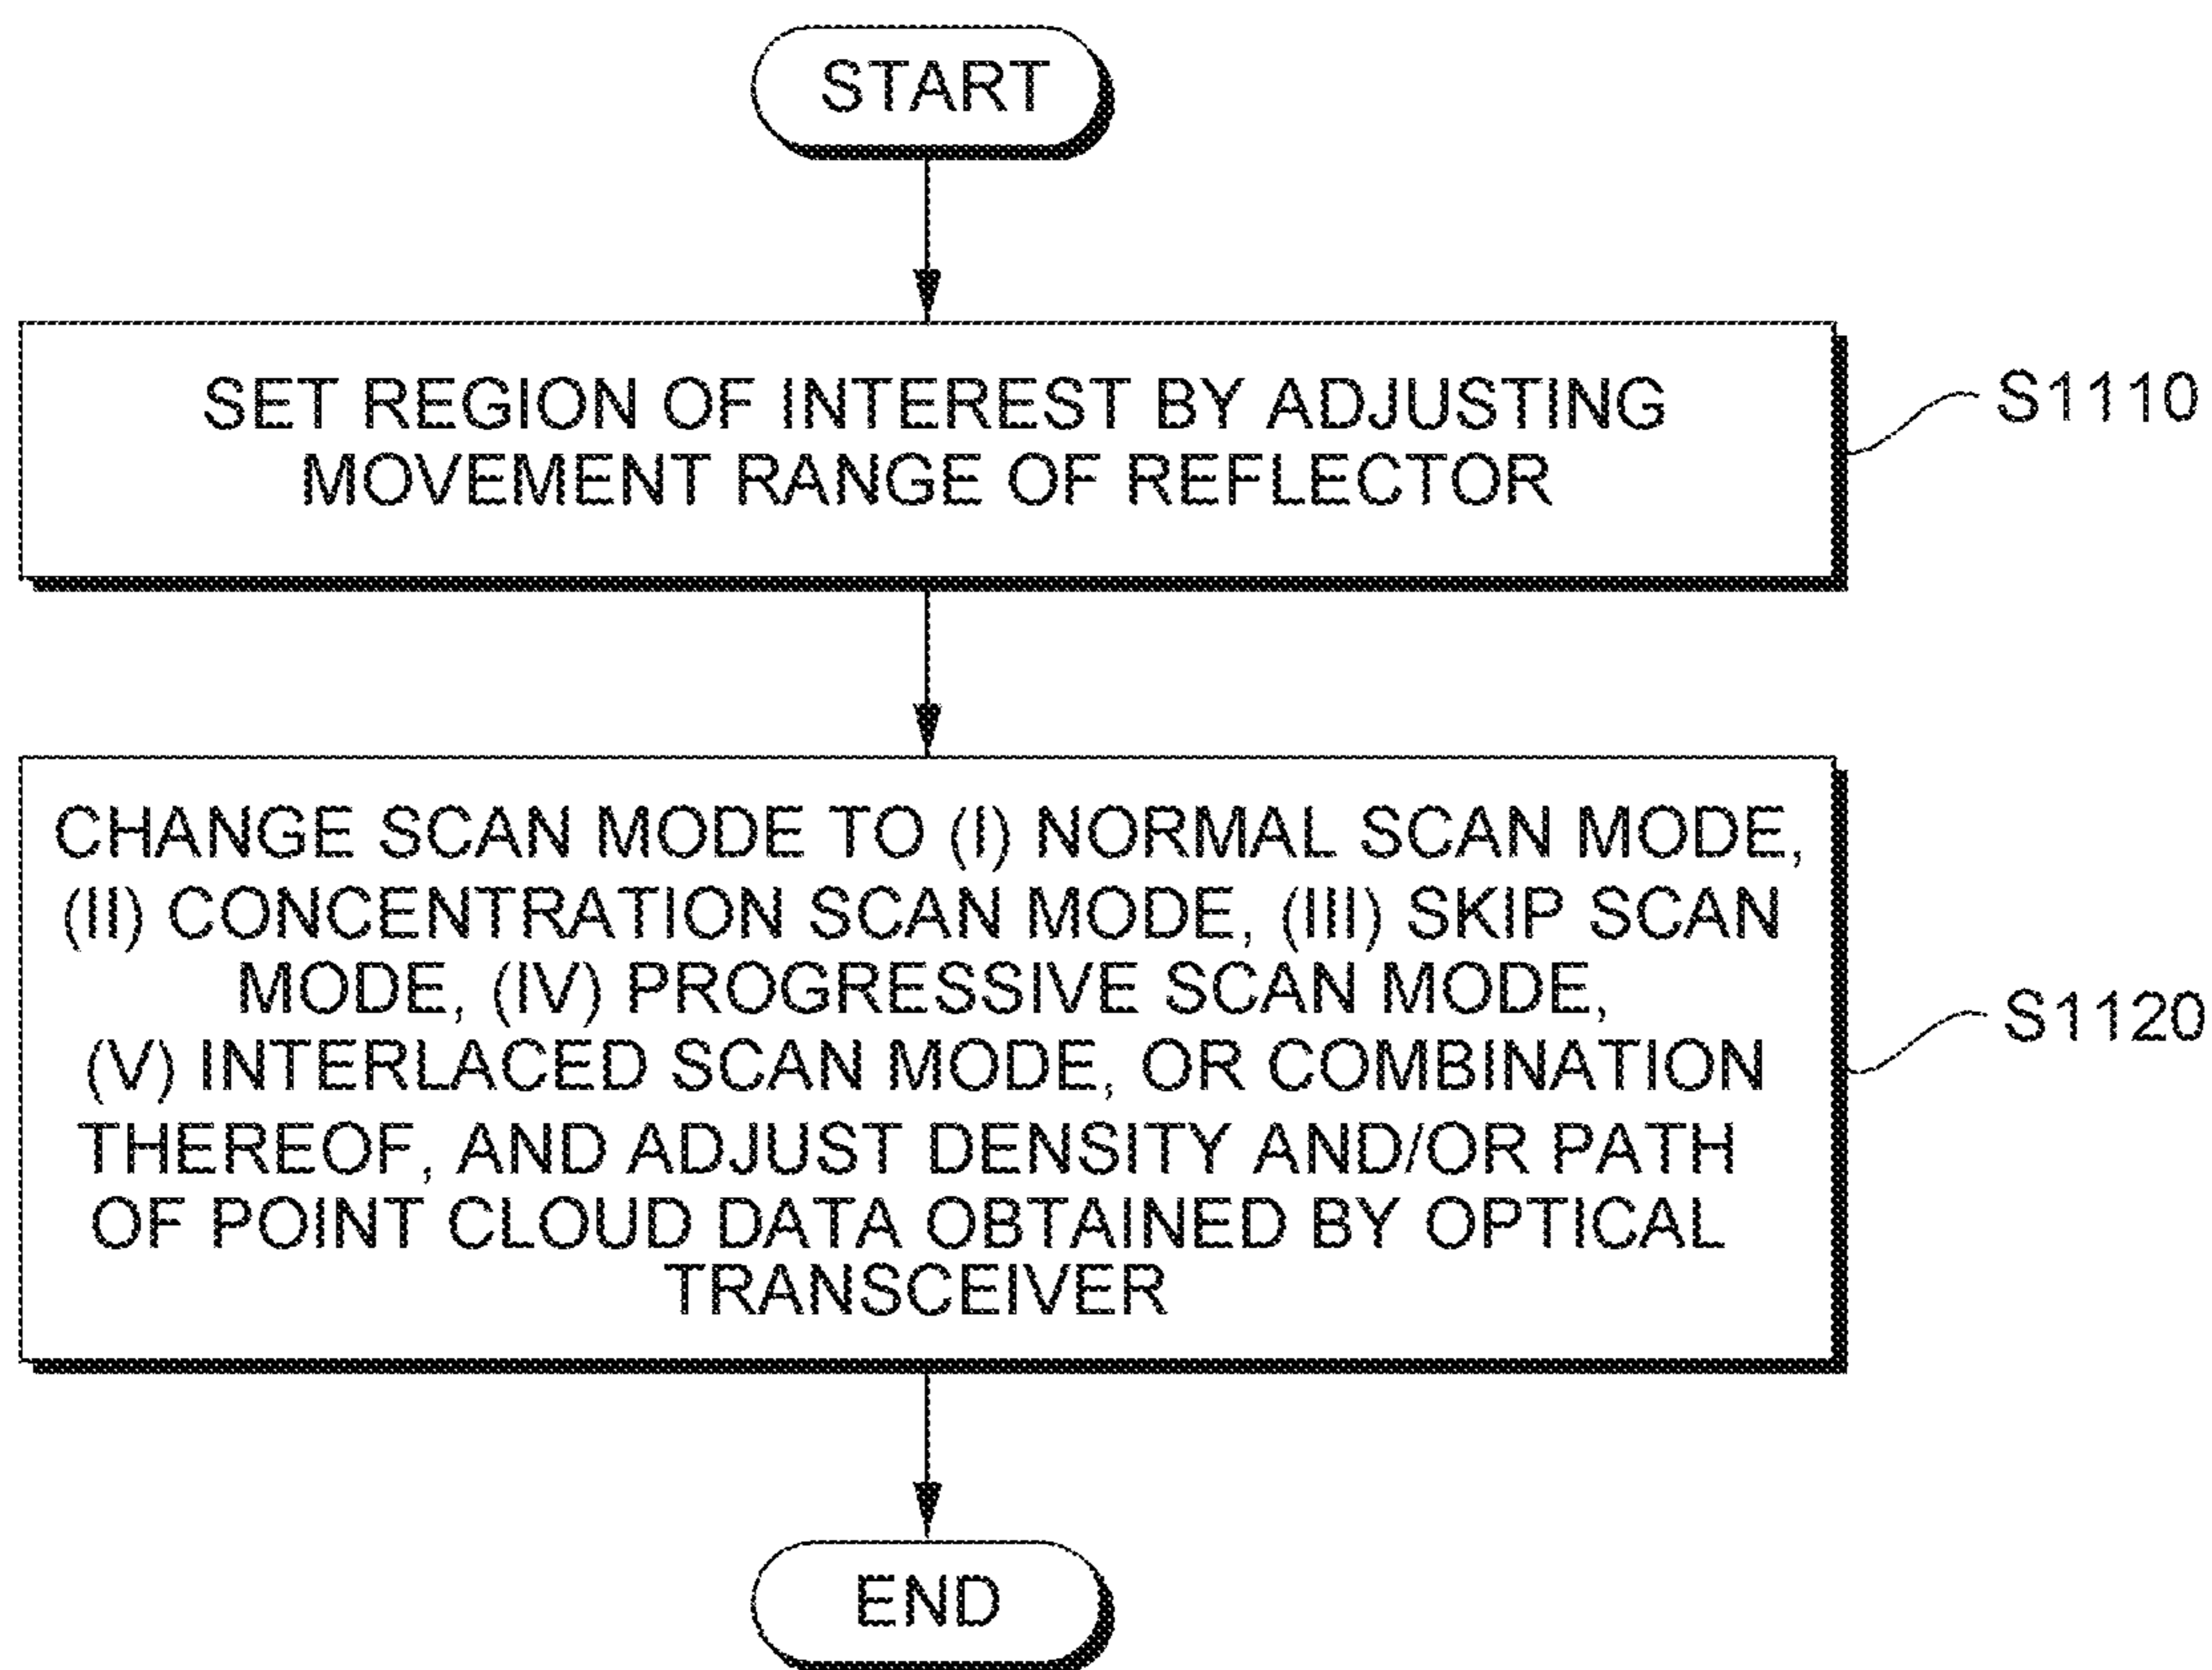 START
SET REGION OF INTEREST BY ADJUSTING
MOVEMENT RANGE OF REFLECTOR
S1110
CHANGE SCAN MODE TO (I) NORMAL SCAN MODE,
(II) CONCENTRATION SCAN MODE, (III) SKIP SCAN
MODE, (IV) PROGRESSIVE SCAN MODE,
(V) INTERLACED SCAN MODE, OR COMBINATION
THEREOF, AND ADJUST DENSITY AND/OR PATH
OF POINT CLOUD DATA OBTAINED BY OPTICAL
TRANSCEIVER
S1120
END